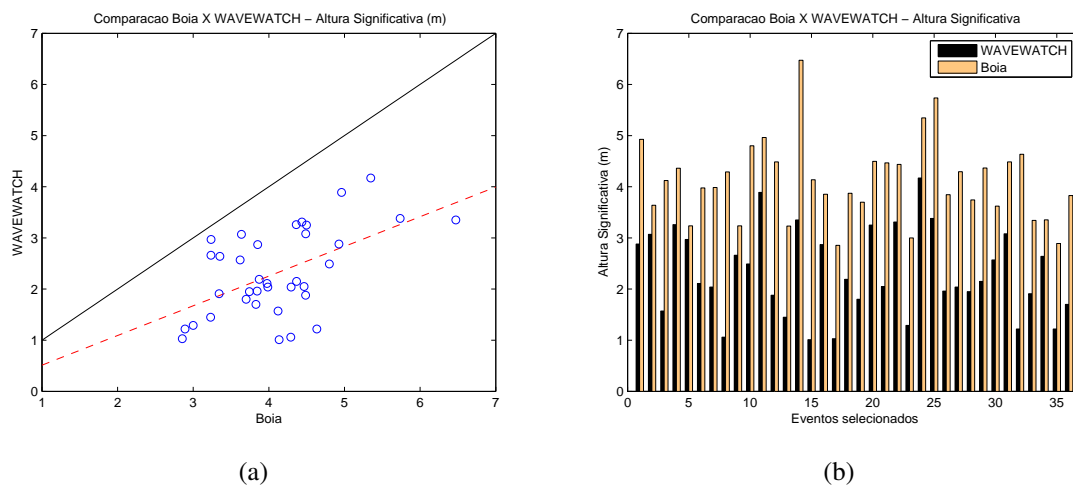 Comparacao Boia X WAVEWATCH − Altura Significativa (m)
7
6
5
4
3
2
1
0
WAVEWATCH
1 2 3 4 5 6 7
Boia
(a)
Comparacao Boia X WAVEWATCH − Altura Significativa
WAVEWATCH
Boia
7
6
5
4
3
2
1
0
Altura Significativa (m)
0 5 10 15 20 25 30 35
Eventos selecionados
(b)